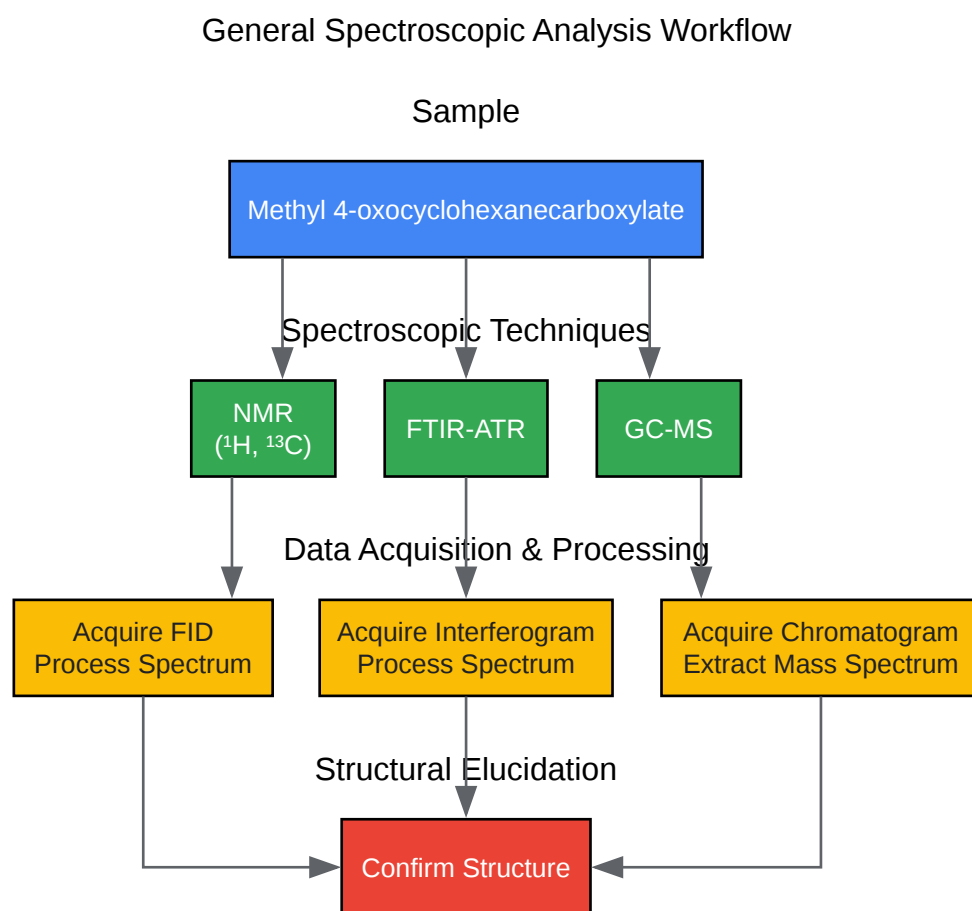 General Spectroscopic Analysis Workflow
Sample
Methyl 4-oxocyclohexanecarboxylate
Spectroscopic Techniques
NMR
(¹H, ¹³C)
FTIR-ATR
GC-MS
Data Acquisition & Processing
Acquire FID
Process Spectrum
Acquire Interferogram
Process Spectrum
Acquire Chromatogram
Extract Mass Spectrum
Structural Elucidation
Confirm Structure